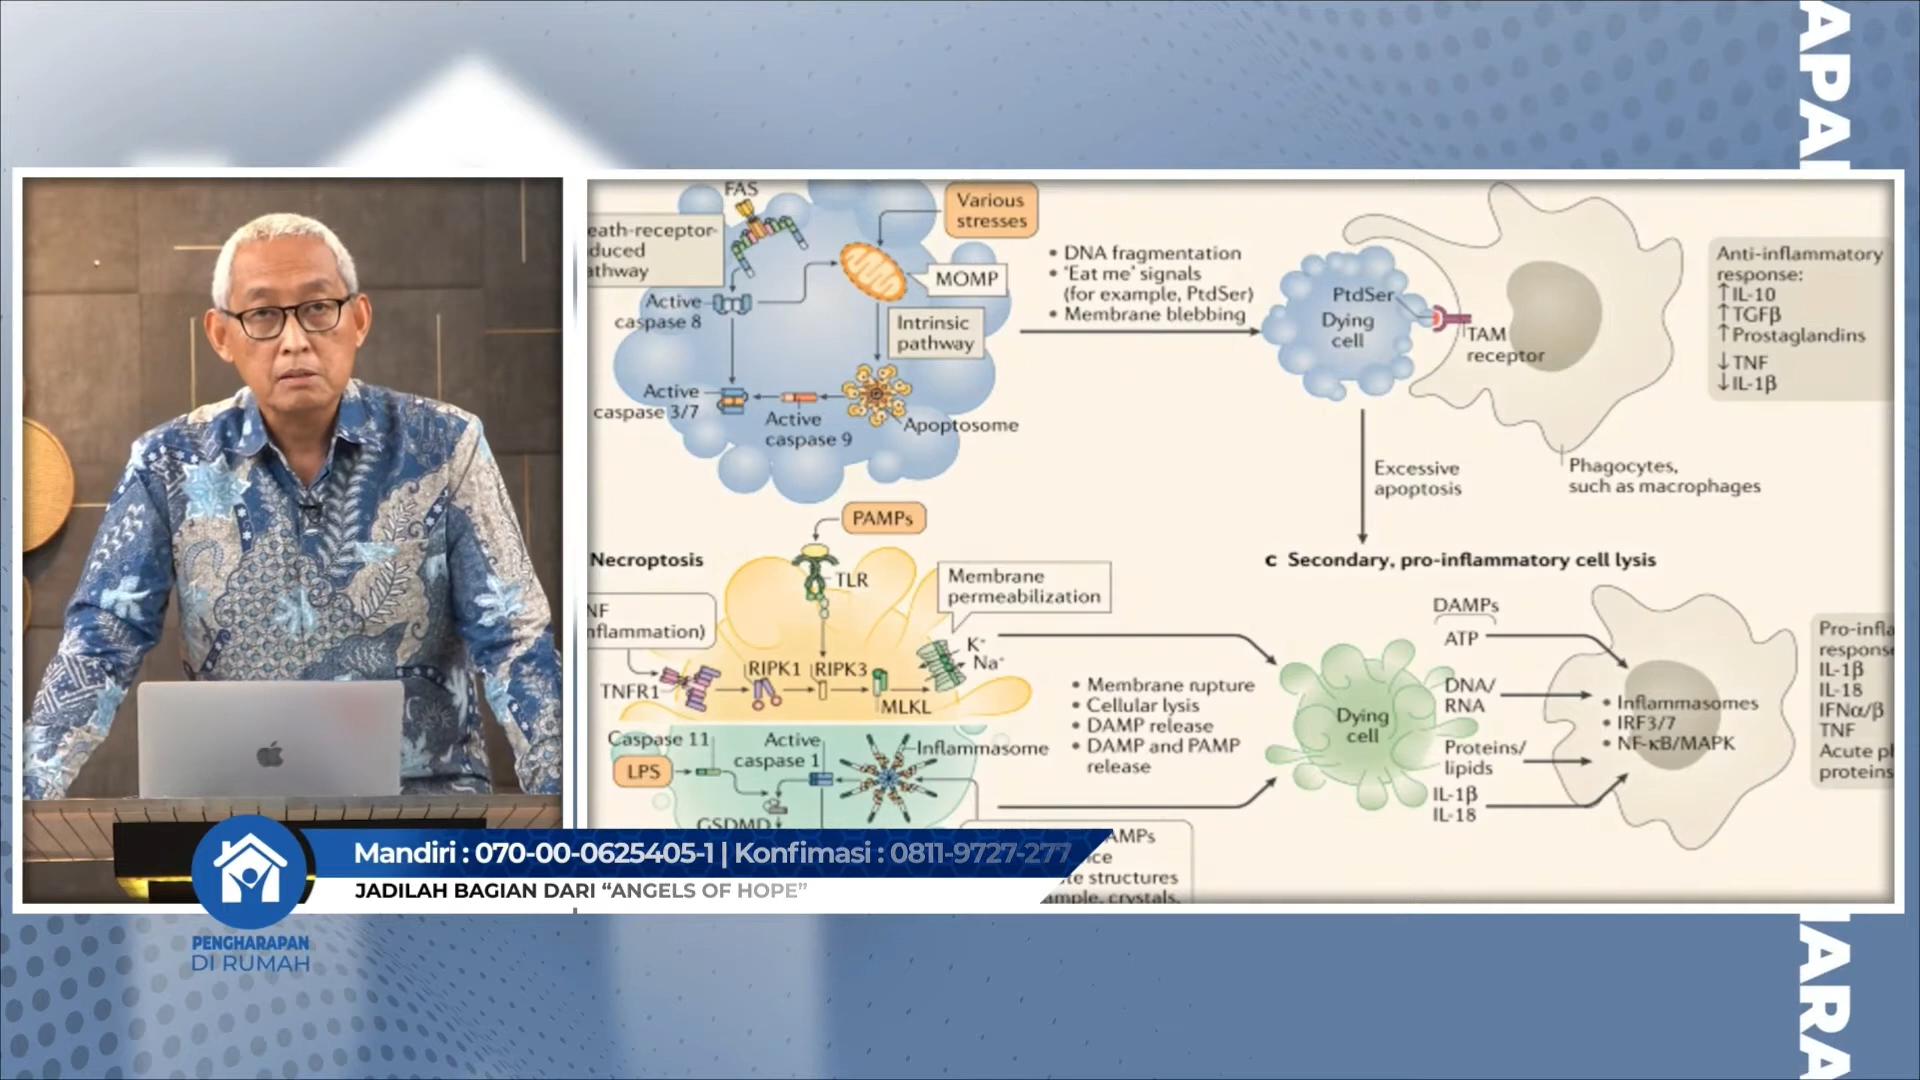 APAI
FAS
eath-receptor-
duced
athway
Various
stresses
MOMP
Active
caspase 8
Intrinsic
pathway
Active
caspase 3/7
Active
caspase 9
Apoptosome
• DNA fragmentation
• ‘Eat me’ signals
(for example, PtdSer)
• Membrane blebbing
PtdSer
Dying
cell
TAM
receptor
Anti-inflammatory
response:
↑IL-10
↑TGFβ
↑Prostaglandins
↓TNF
↓IL-1β
Excessive
apoptosis
Phagocytes,
such as macrophages
PAMPs
Necroptosis
TLR
Membrane
permeabilization
NF
nflammation)
K⁺
Na⁺
TNFR1
RIPK1
RIPK3
MLKL
Caspase 11
LPS
Active
caspase 1
Inflammasome
GSDMD
• Membrane rupture
• Cellular lysis
• DAMP release
• DAMP and PAMP
release
c Secondary, pro-inflammatory cell lysis
DAMPs
ATP
DNA/
RNA
Dying
cell
Proteins/
lipids
IL-1β
IL-18
• Inflammasomes
• IRF3/7
• NF-κB/MAPK
Pro-infla
respons
IL-1β
IL-18
IFNα/β
TNF
Acute pl
proteins
AMPs
ce
te structures
ample, crystals,
Mandiri : 070-00-0625405-1 | Konfimasi : 0811-9727-277
JADILAH BAGIAN DARI “ANGELS OF HOPE”
PENGHARAPAN
DI RUMAH
ARA